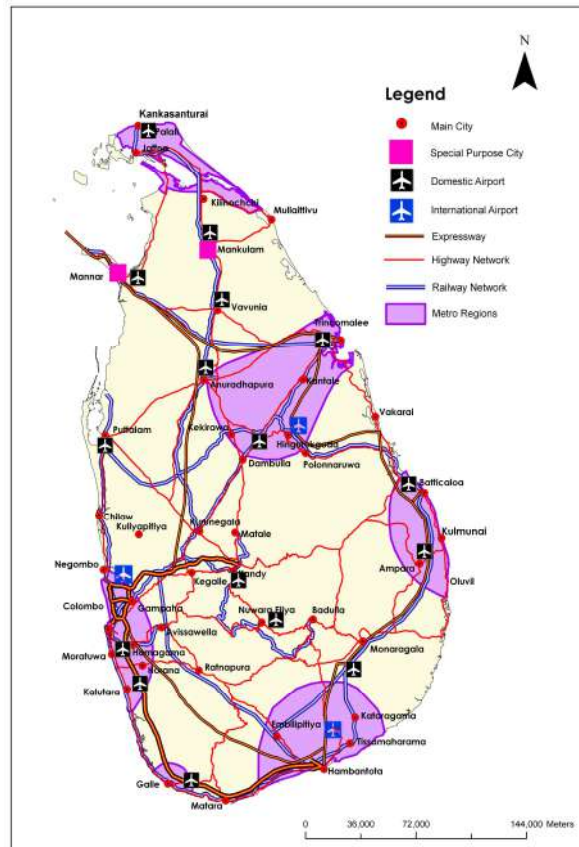 N
Legend
Main City
Special Purpose City
Domestic Airport
International Airport
Expressway
Highway Network
Railway Network
Metro Regions
Kankasanturai
Palali
Jaffna
Kilinochchi
Mullaittivu
Mankulam
Mannar
Vavunia
Trincomalee
Anuradhapura
Kantale
Vakarai
Puttalam
Kekirawa
Hingurakgoda
Polonnaruwa
Dambulla
Batticaloa
Chilaw
Kuliyapitiya
Kurunegala
Matale
Kulmunai
Negombo
Kegalle
Kandy
Ampara
Oluvil
Colombo
Gampaha
Nuwara Eliya
Badulla
Avissawella
Homagama
Monaragala
Moratuwa
Horana
Ratnapura
Kalutara
Embilipitiya
Kataragama
Tissamaharama
Hambantota
Galle
Matara
0 36,000 72,000 144,000 Meters